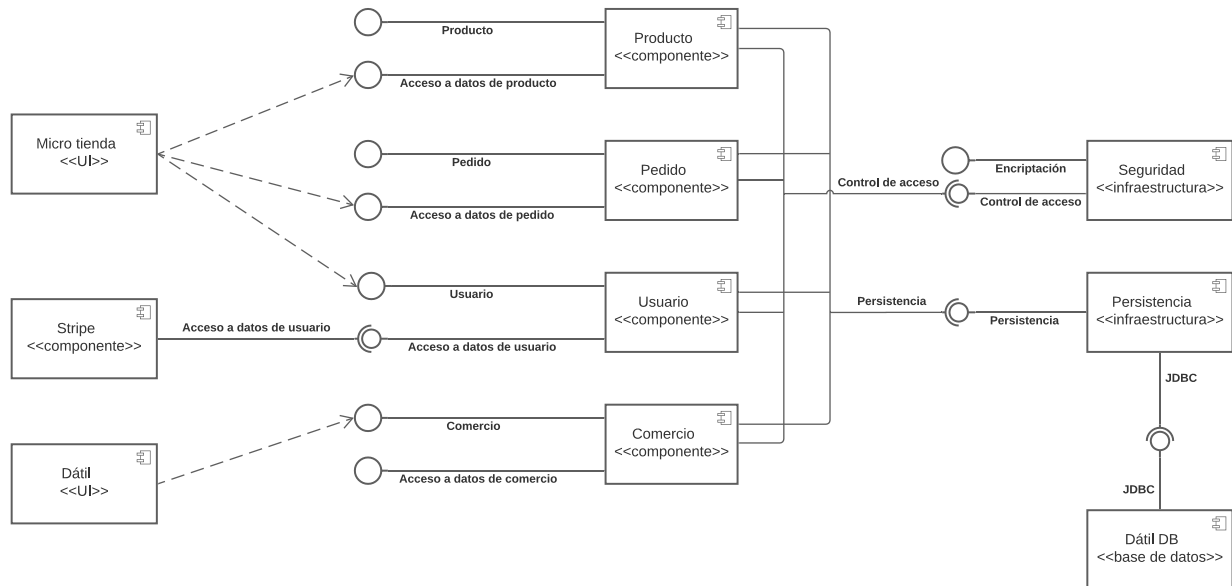 Producto
Producto
<<componente>>
Acceso a datos de producto
Micro tienda
<<UI>>
Pedido
Pedido
<<componente>>
Acceso a datos de pedido
Encriptación
Seguridad
<<infraestructura>>
Control de acceso
Control de acceso
Usuario
Usuario
<<componente>>
Persistencia
Persistencia
Persistencia
<<infraestructura>>
Stripe
<<componente>>
Acceso a datos de usuario
Acceso a datos de usuario
JDBC
Comercio
Comercio
<<componente>>
Acceso a datos de comercio
Dátil
<<UI>>
JDBC
Dátil DB
<<base de datos>>